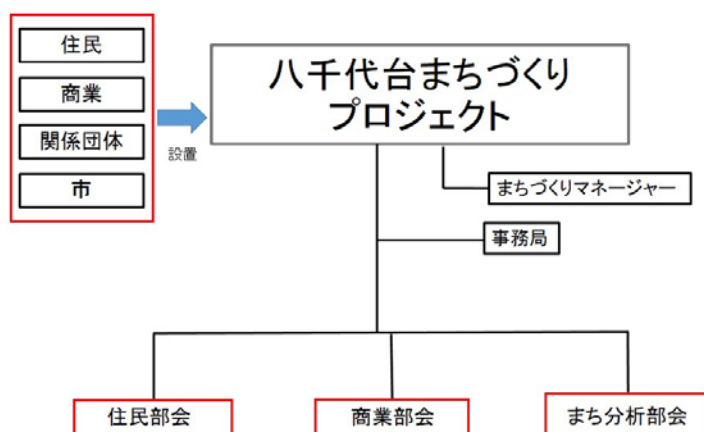 住民
商業
関係団体
市
設置
八千代台まちづくり
プロジェクト
まちづくりマネージャー
事務局
住民部会
商業部会
まち分析部会